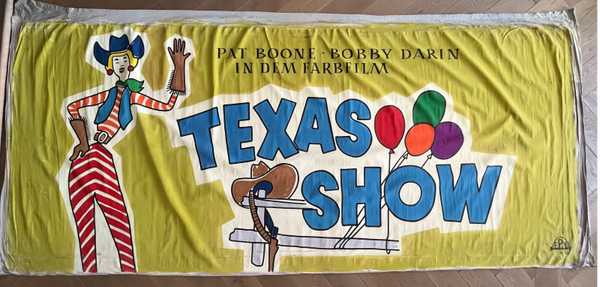 PAT BOONE · BOBBY DARIN
IN DEM FARBFILM
TEXAS
SHOW